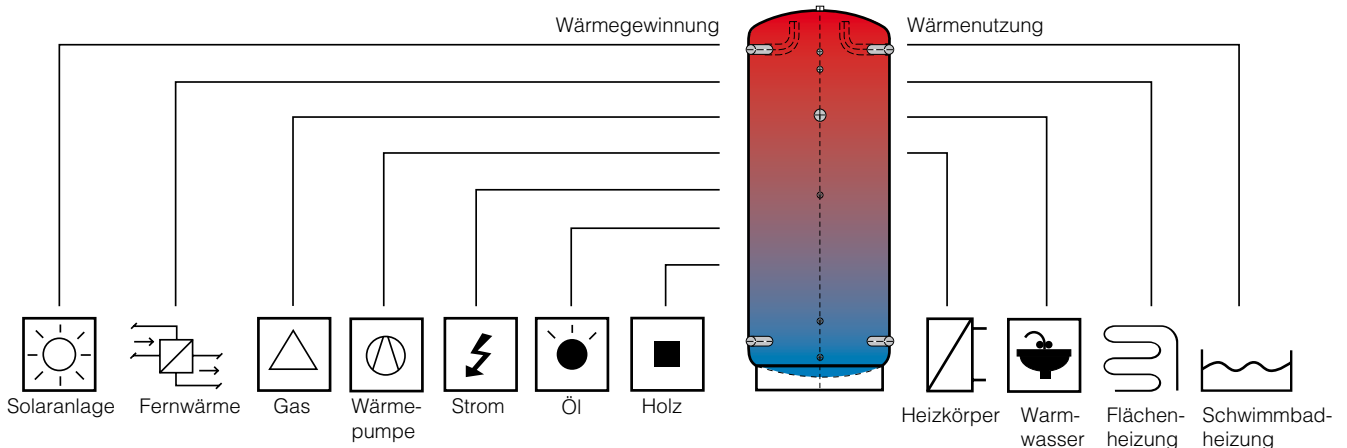 Wärmegewinnung
Wärmenutzung
Solaranlage
Fernwärme
Gas
Wärme-
pumpe
Strom
Öl
Holz
Heizkörper
Warm-
wasser
Flächen-
heizung
Schwimmbad-
heizung